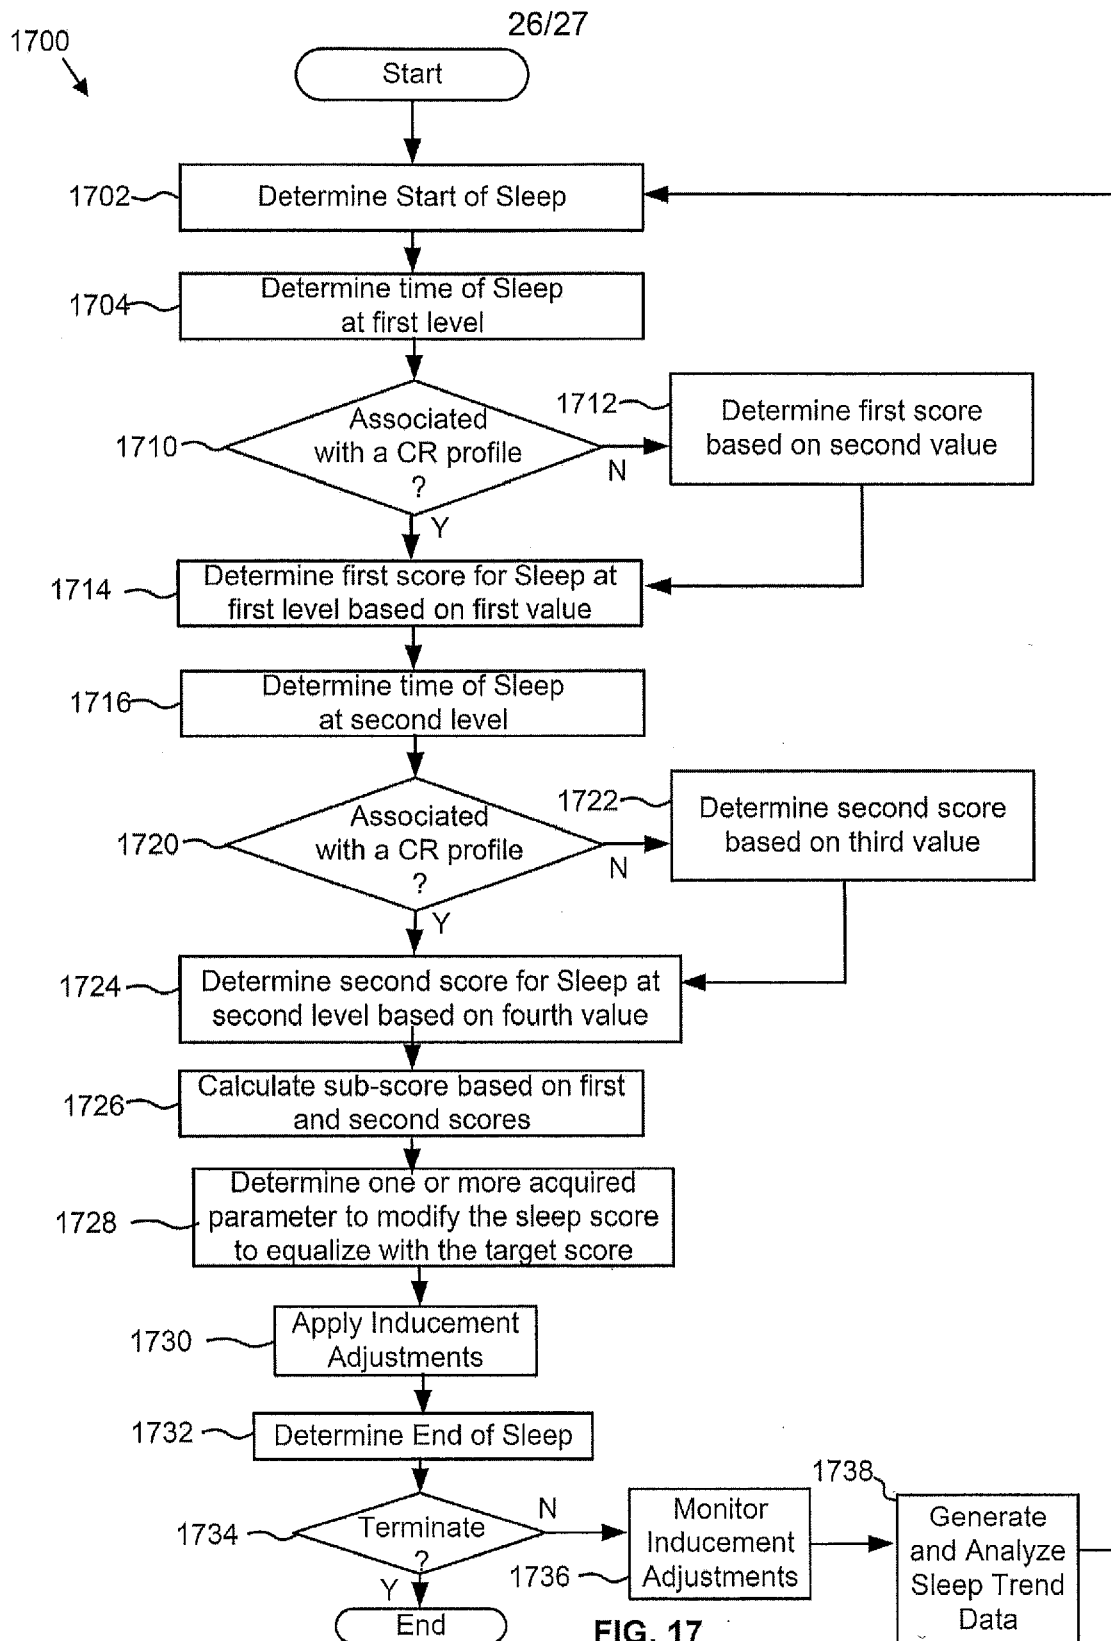 26/27
1700
Start
1702
Determine Start of Sleep
1704
Determine time of Sleep
at first level
1710
Associated
with a CR profile
?
N
Y
1712
Determine first score
based on second value
1714
Determine first score for Sleep at
first level based on first value
1716
Determine time of Sleep
at second level
1720
Associated
with a CR profile
?
N
Y
1722
Determine second score
based on third value
1724
Determine second score for Sleep at
second level based on fourth value
1726
Calculate sub-score based on first
and second scores
1728
Determine one or more acquired
parameter to modify the sleep score
to equalize with the target score
1730
Apply Inducement
Adjustments
1732
Determine End of Sleep
1734
Terminate
?
N
Y
1736
Monitor
Inducement
Adjustments
1738
Generate
and Analyze
Sleep Trend
Data
End
FIG. 17